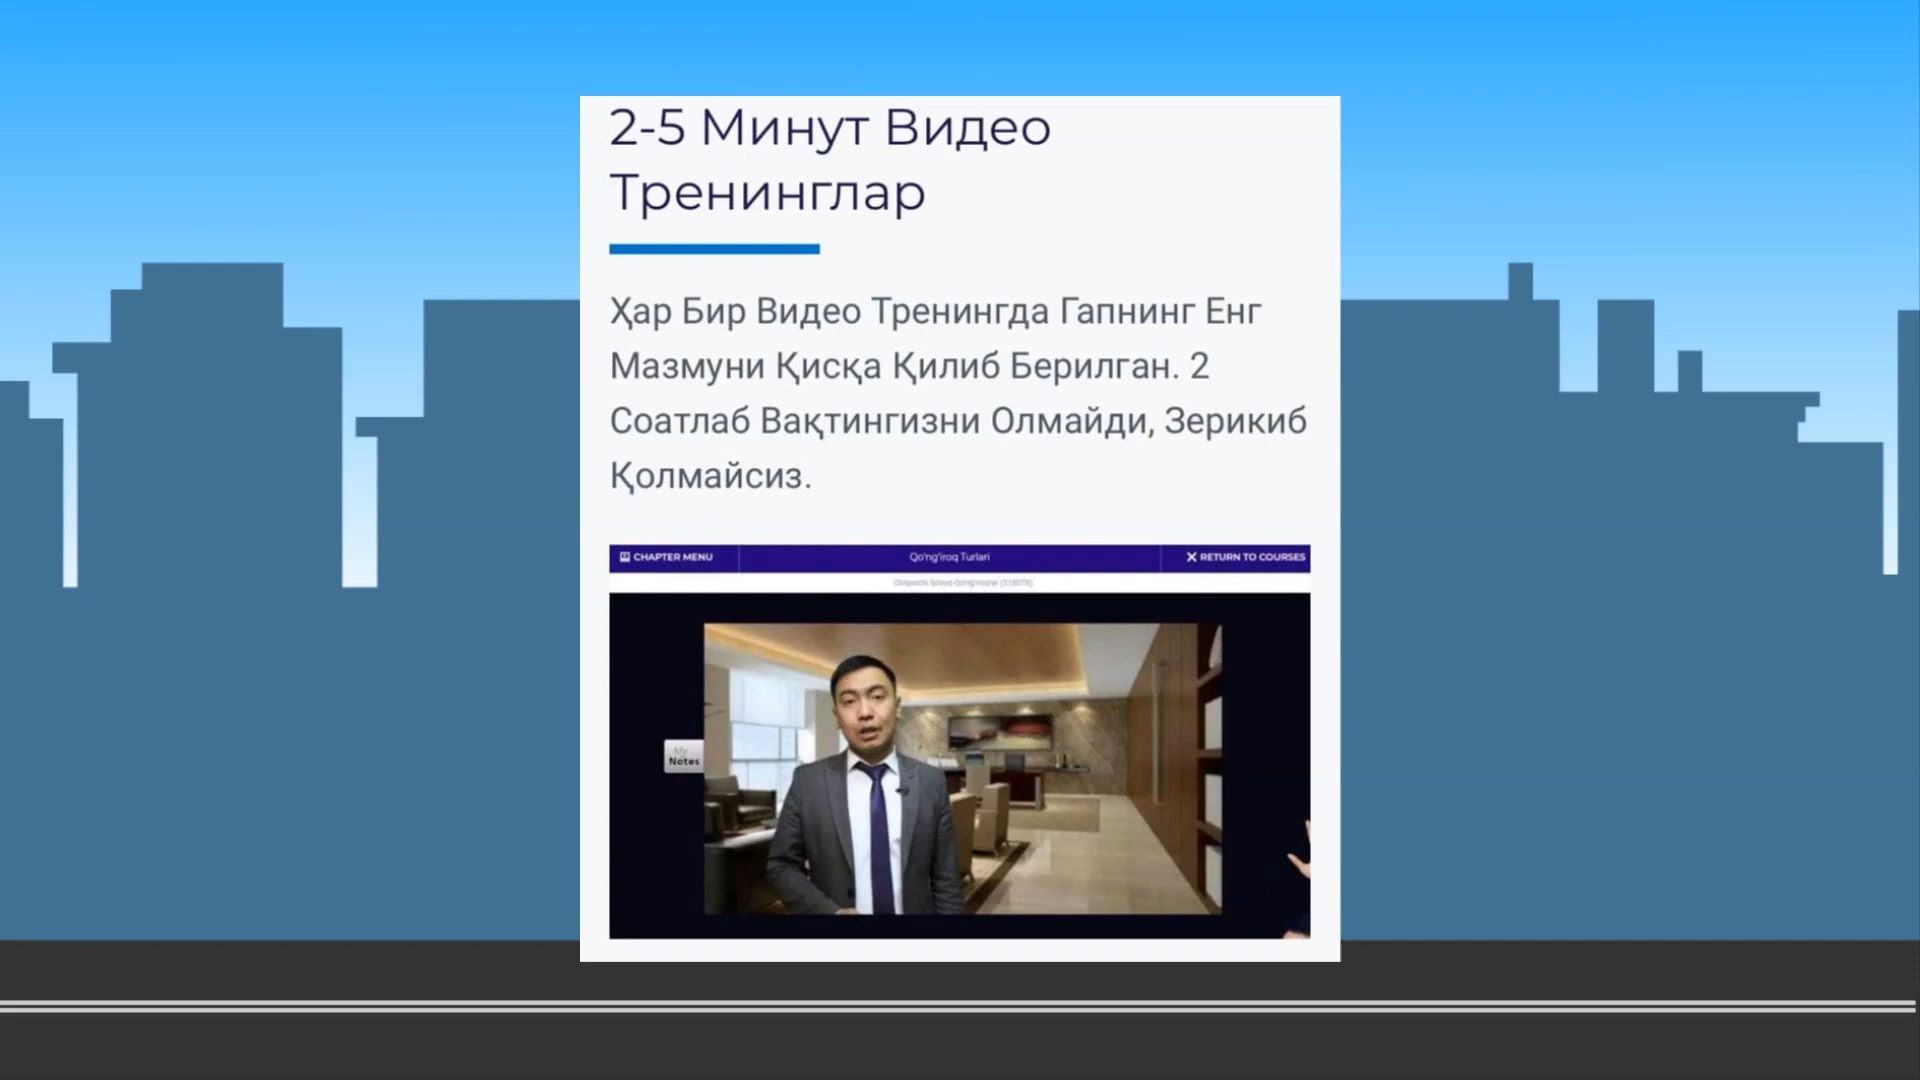 2-5 Минут Видео
Тренинглар
Ҳар Бир Видео Тренингда Гапнинг Енг
Мазмуни Қисқа Қилиб Берилган. 2
Соатлаб Вақтингизни Олмайди, Зерикиб
Қолмайсиз.
CHAPTER MENU
Qo'ng'iroq Turlari
RETURN TO COURSES
My
Notes